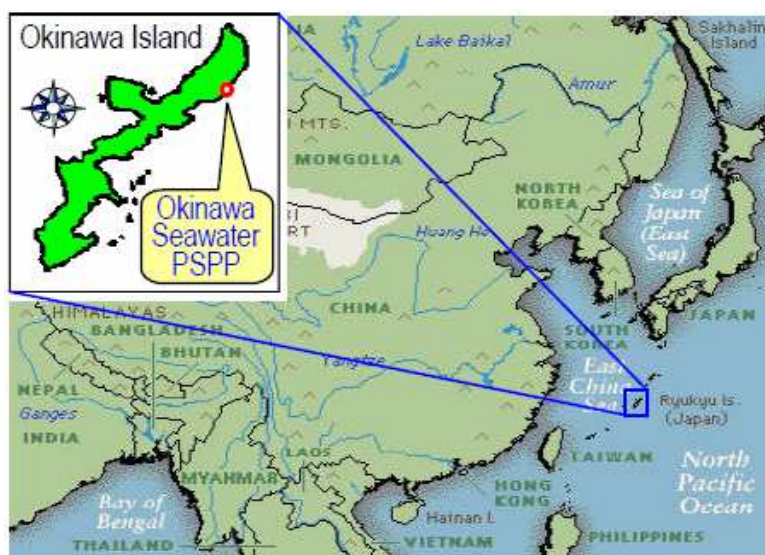 Okinawa Island
Okinawa
Seawater
PSPP
Lake Baikal
Sakhalin
Island
Amur
MTS.
MONGOLIA
NORTH
KOREA
Sea of
Japan
(East
Sea)
Huang He
CHINA
SOUTH
KOREA
JAPAN
HIMALAYAS
BANGLADESH
BHUTAN
NEPAL
Yangtze
East
China
Sea
Ryukyu Is.
(Japan)
Ganges
INDIA
LAOS
MYANMAR
TAIWAN
HONG
KONG
North
Pacific
Ocean
Bay of
Bengal
Hainan I.
THAILAND
VIETNAM
PHILIPPINES